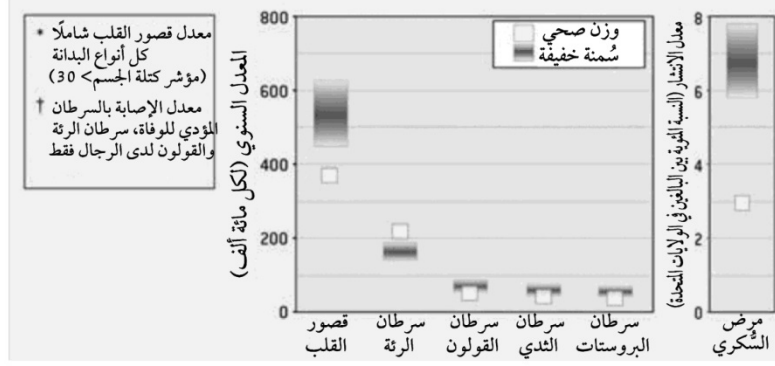 * معدل قصور القلب شاملًا
كل أنواع البدانة
(مؤشر كتلة الجسم> 30)
† معدل الإصابة بالسرطان
المؤدي للوفاة، سرطان الرئة
والقولون لدى الرجال فقط
المعدل السنوي (لكل مائة ألف)
800
600
400
200
0
وزن صحي
سُمنة خفيفة
قصور
القلب
سرطان
الرئة
سرطان
القولون
سرطان
الثدي
سرطان
البروستات
معدل الانتشار (النسبة المئوية بين البالغين في الولايات المتحدة)
8
6
4
2
0
مرض
السُّكري